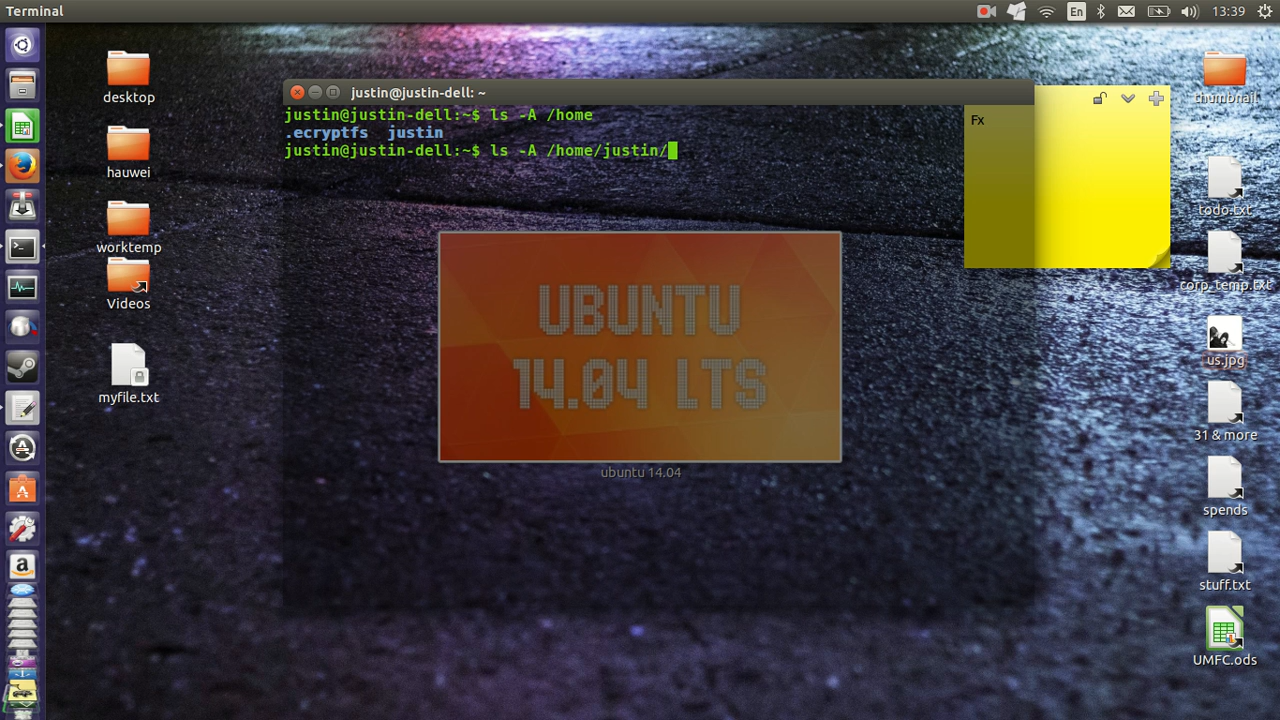 Terminal
En
13:39
desktop
hauwei
worktemp
Videos
myfile.txt
justin@justin-dell: ~
justin@justin-dell:~$ ls -A /home
.ecryptfs  justin
justin@justin-dell:~$ ls -A /home/justin/
Fx
UBUNTU
14.04 LTS
ubuntu 14.04
thumbnail
todo.txt
corp_temp.txt
us.jpg
31 & more
spends
stuff.txt
UMFC.ods